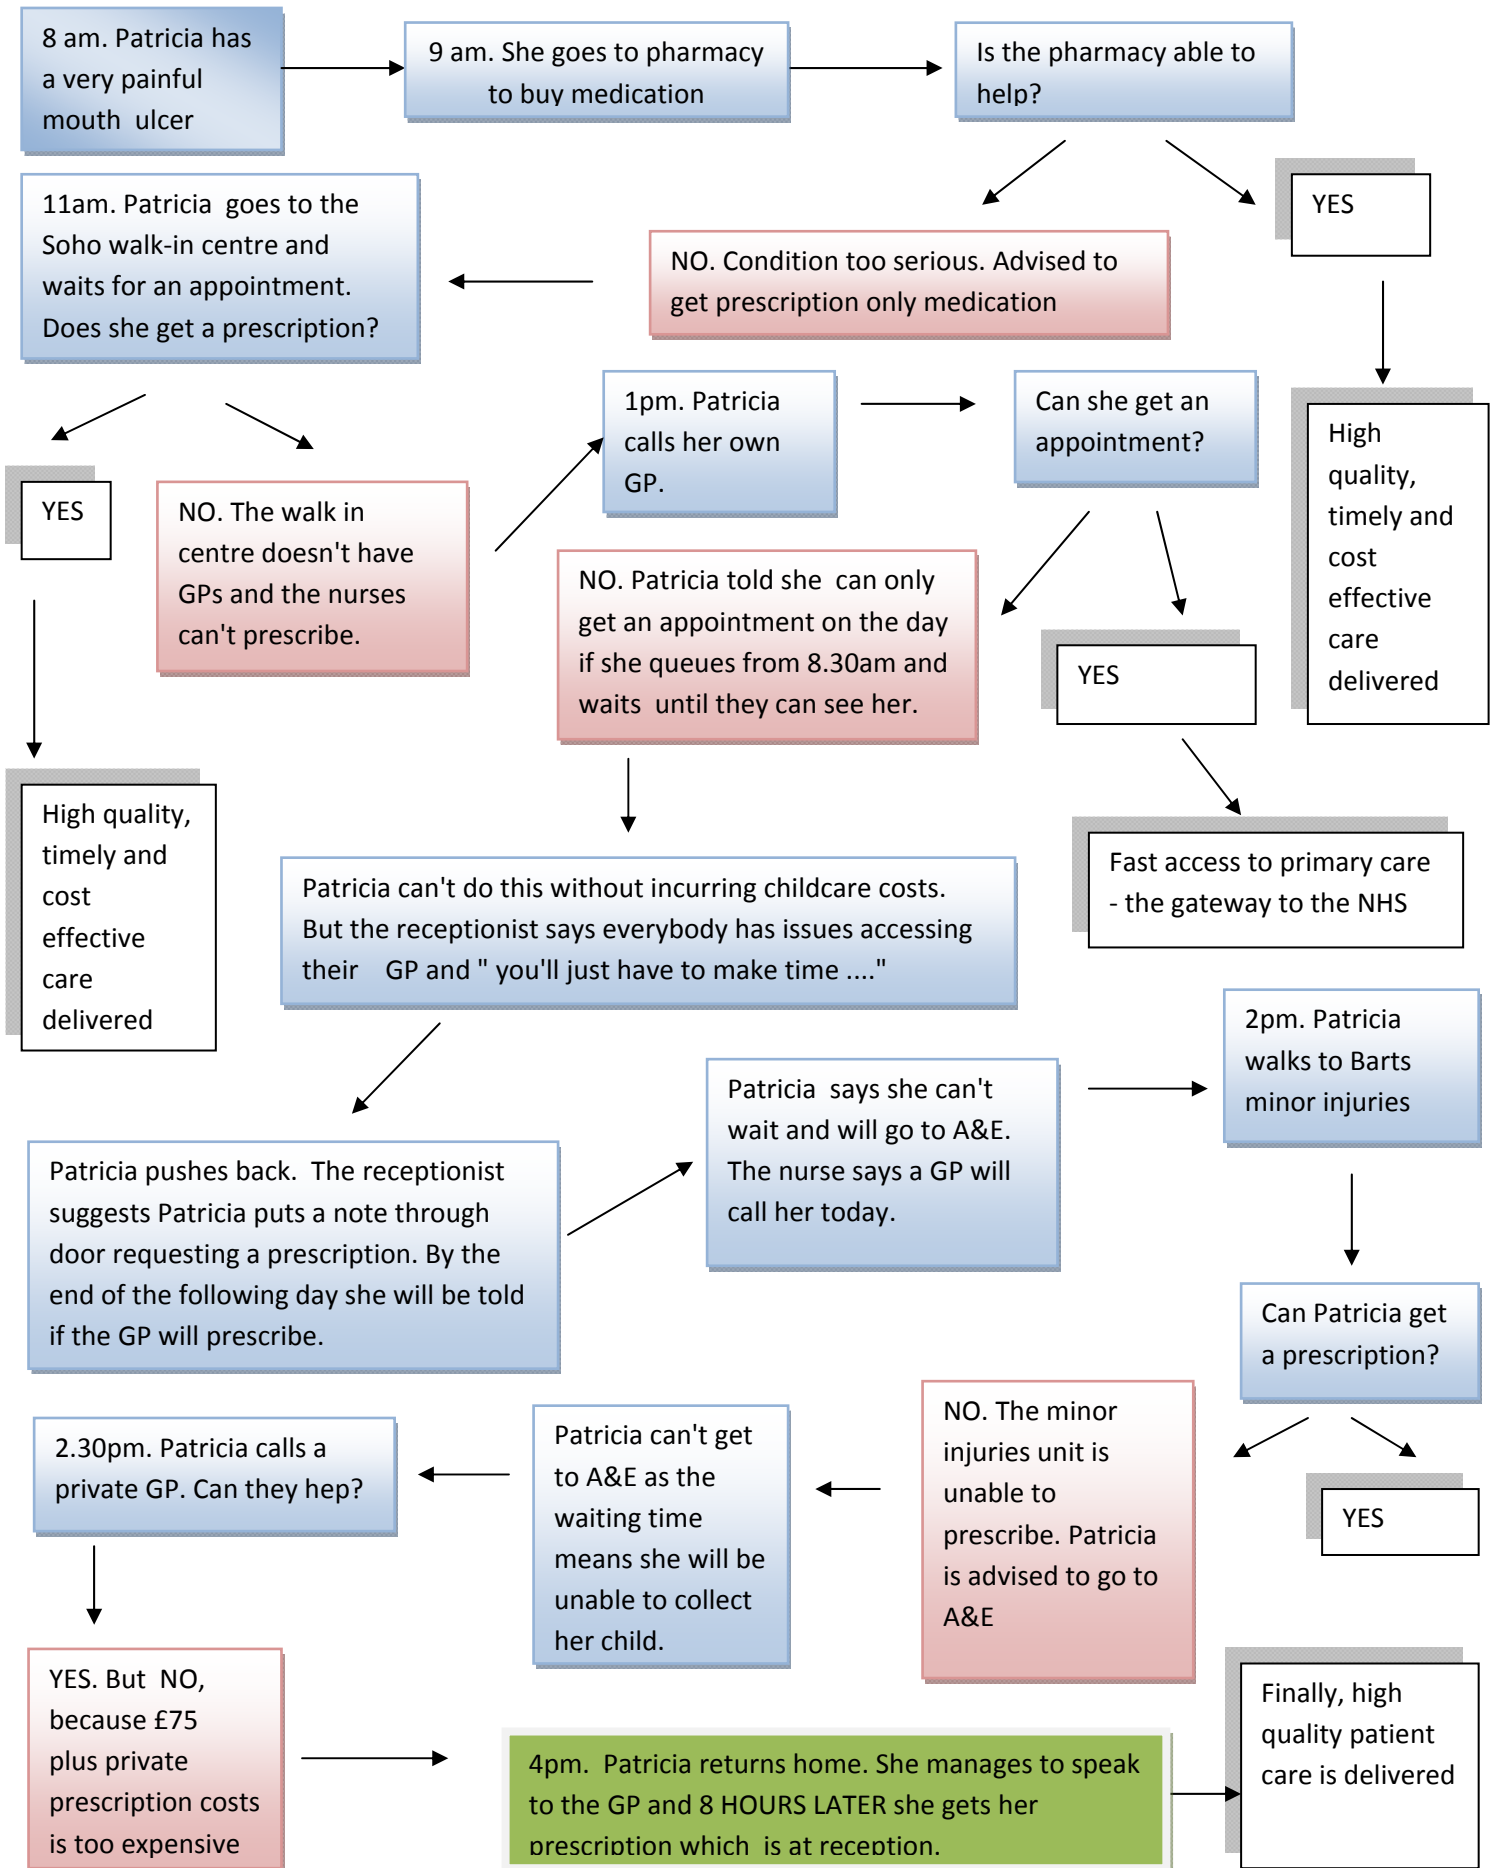 8 am. Patricia has
a very painful
mouth ulcer
9 am. She goes to pharmacy
to buy medication
Is the pharmacy able to
help?
YES
High
quality,
timely and
cost
effective
care
delivered
NO. Condition too serious. Advised to
get prescription only medication
11am. Patricia goes to the
Soho walk-in centre and
waits for an appointment.
Does she get a prescription?
YES
High quality,
timely and
cost
effective
care
delivered
NO. The walk in
centre doesn't have
GPs and the nurses
can't prescribe.
1pm. Patricia
calls her own
GP.
Can she get an
appointment?
YES
Fast access to primary care
- the gateway to the NHS
NO. Patricia told she can only
get an appointment on the day
if she queues from 8.30am and
waits until they can see her.
Patricia can't do this without incurring childcare costs.
But the receptionist says everybody has issues accessing
their GP and " you'll just have to make time ...."
Patricia pushes back. The receptionist
suggests Patricia puts a note through
door requesting a prescription. By the
end of the following day she will be told
if the GP will prescribe.
Patricia says she can't
wait and will go to A&E.
The nurse says a GP will
call her today.
2pm. Patricia
walks to Barts
minor injuries
Can Patricia get
a prescription?
YES
NO. The minor
injuries unit is
unable to
prescribe. Patricia
is advised to go to
A&E
Patricia can't get
to A&E as the
waiting time
means she will be
unable to collect
her child.
2.30pm. Patricia calls a
private GP. Can they hep?
YES. But NO,
because £75
plus private
prescription costs
is too expensive
4pm. Patricia returns home. She manages to speak
to the GP and 8 HOURS LATER she gets her
prescription which is at reception.
Finally, high
quality patient
care is delivered